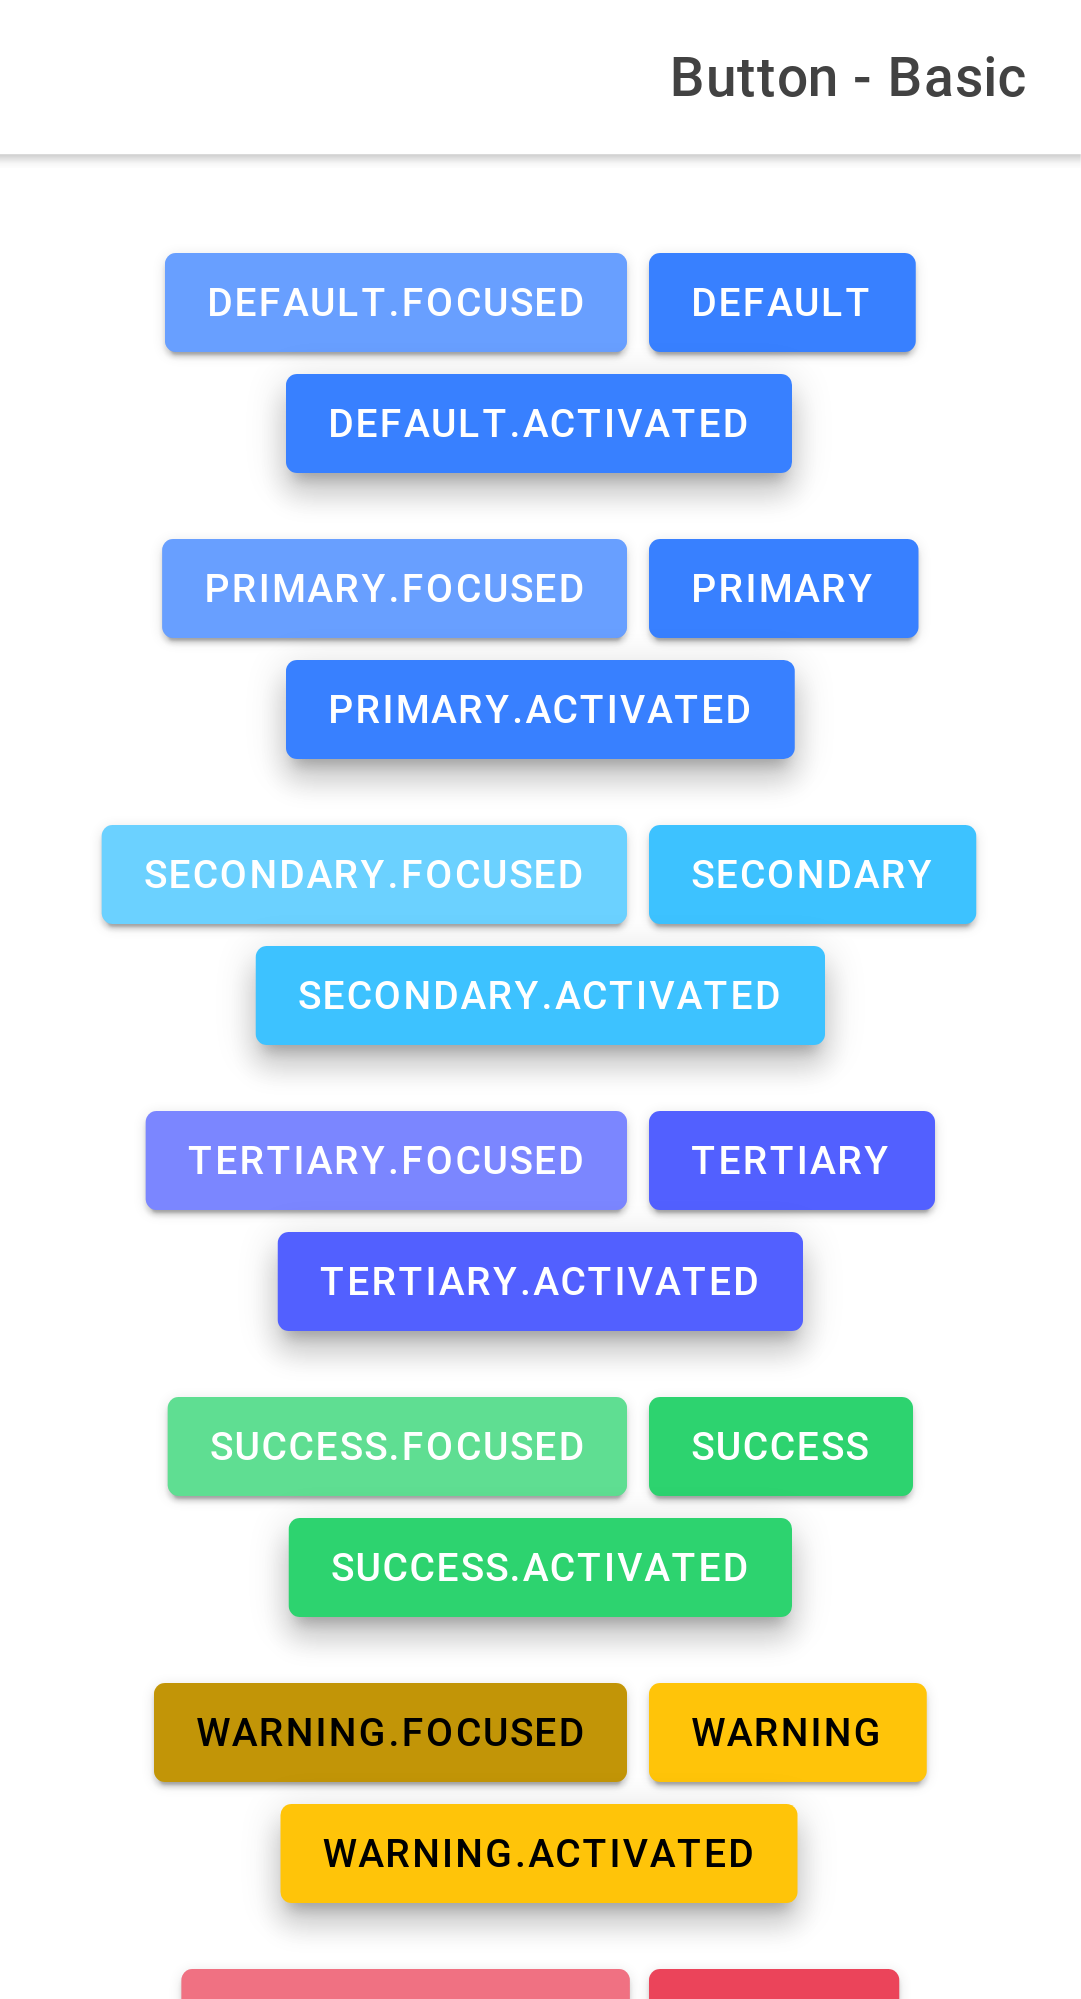 Button - Basic
DEFAULT.FOCUSED DEFAULT
DEFAULT.ACTIVATED
PRIMARY.FOCUSED PRIMARY
PRIMARY.ACTIVATED
SECONDARY.FOCUSED SECONDARY
SECONDARY.ACTIVATED
TERTIARY.FOCUSED TERTIARY
TERTIARY.ACTIVATED
SUCCESS.FOCUSED SUCCESS
SUCCESS.ACTIVATED
WARNING.FOCUSED WARNING
WARNING.ACTIVATED